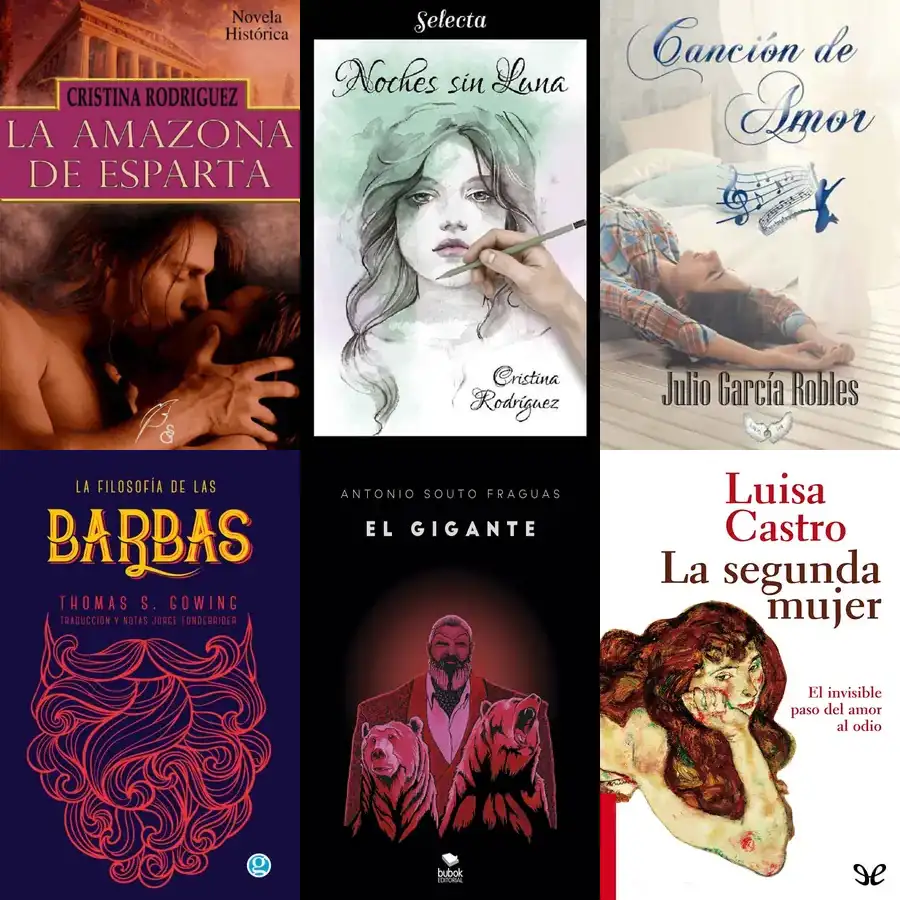 Novela
Histórica
CRISTINA RODRIGUEZ
LA AMAZONA
DE ESPARTA
Selecta
Noches sin Luna
Cristina
Rodríguez
Canción de
Amor
Julio García Robles
LA FILOSOFÍA DE LAS
BARBAS
THOMAS S. GOWING
TRADUCCIÓN Y NOTAS JORGE FONDEBRIDER
g
ANTONIO SOUTO FRAGUAS
EL GIGANTE
bubok
EDITORIAL
Luisa
Castro
La segunda
mujer
El invisible
paso del amor
al odio